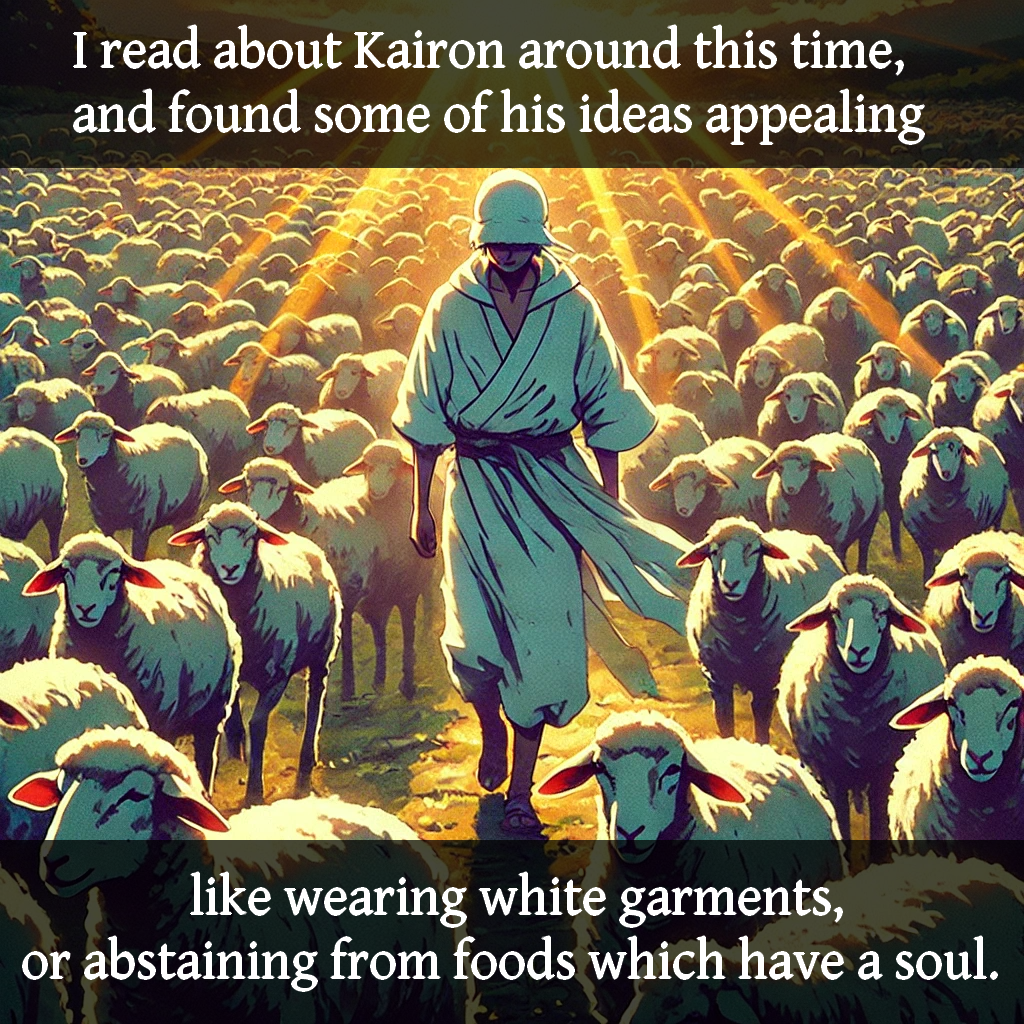 I read about Kairon around this time,
and found some of his ideas appealing
like wearing white garments,
or abstaining from foods which have a soul.